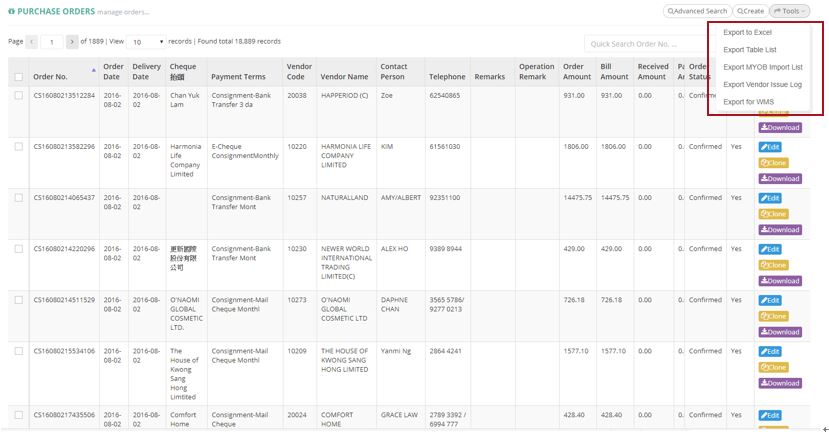 PURCHASE ORDERS manage orders...
Advanced Search Create Tools
Export to Excel
Export Table List
Export MYOB Import List
Export Vendor Issue Log
Export for WMS
Page 1 of 1889 | View 10 records | Found total 18,889 records
Quick Search Order No. ...
Order No. Order Date Delivery Date Cheque 抬頭 Payment Terms Vendor Code Vendor Name Contact Person Telephone Remarks Operation Remark Order Amount Bill Amount Received Amount Orde Status
CS16080213512284 2016-08-02 2016-08-02 Chan Yuk Lam Consignment-Bank Transfer 3 da 20038 HAPPERIOD (C) Zoe 62540865 931.00 931.00 0.00 0. Confirm
Download
CS16080213582296 2016-08-02 2016-08-02 Harmonia Life Company Limited E-Cheque ConsignmentMonthly 10220 HARMONIA LIFE COMPANY LIMITED KIM 61561030 1806.00 1806.00 0.00 0. Confirmed Yes
Edit
Clone
Download
CS16080214065437 2016-08-02 2016-08-02 Consignment-Bank Transfer Mont 10257 NATURALLAND AMY/ALBERT 92351100 14475.75 14475.75 0.00 0. Confirmed Yes
Edit
Clone
Download
CS16080214220296 2016-08-02 2016-08-02 更新國際股份有限公司 Consignment-Bank Transfer Mont 10230 NEWER WORLD INTERNATIONAL TRADING LIMITED(C) ALEX HO 9389 8944 429.00 429.00 0.00 0. Confirmed Yes
Edit
Clone
Download
CS16080214511529 2016-08-02 2016-08-02 O'NAOMI GLOBAL COSMETIC LTD. Consignment-Mail Cheque Monthl 10273 O'NAOMI GLOBAL COSMETIC LTD DAPHNE CHAN 3565 5786/ 9277 0213 726.18 726.18 0.00 0. Confirmed Yes
Edit
Clone
Download
CS16080215534106 2016-08-02 2016-08-02 The House of Kwong Sang Hong Limtited Consignment-Mail Cheque Monthl 10209 THE HOUSE OF KWONG SANG HONG LIMITED Yanmi Ng 2864 4241 1577.10 1577.10 0.00 0. Confirmed Yes
Edit
Clone
Download
CS16080217435506 2016-08-02 2016-08-02 Comfort Home Consignment-Mail Cheque 20024 COMFORT HOME GRACE LAW 2789 3392 / 6994 777 428.40 428.40 0.00 0. Confirmed Yes
Edit